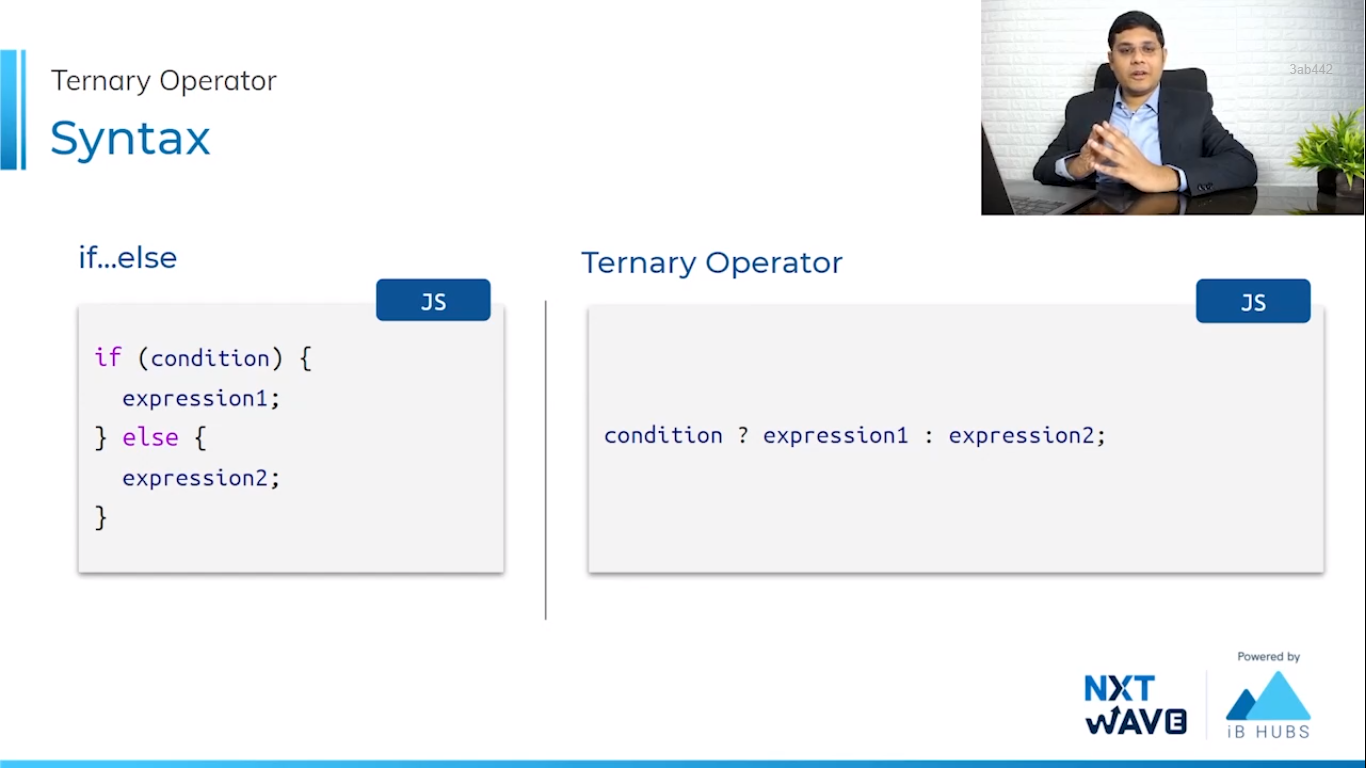 Ternary Operator
Syntax
3ab442
if...else
JS
if (condition) {
  expression1;
} else {
  expression2;
}
Ternary Operator
JS
condition ? expression1 : expression2;
NXT
WAVE
Powered by
iB HUBS